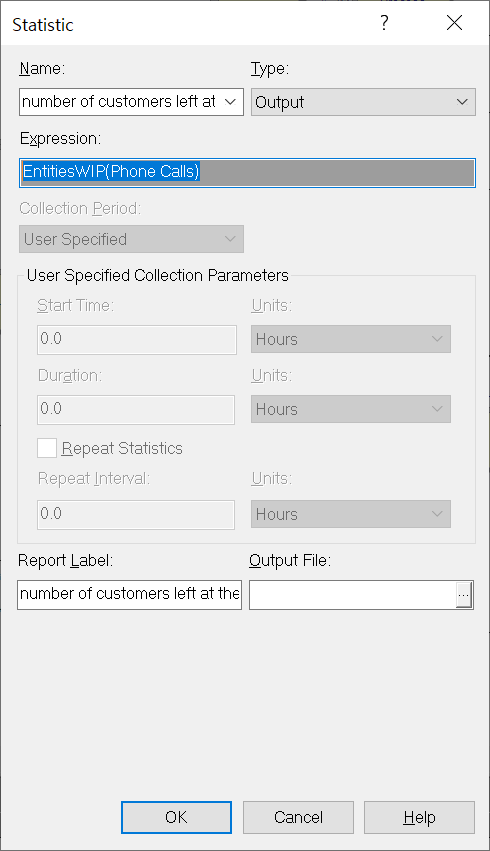 Statistic
?
Name: Type:
number of customers left at Output
Expression:
EntitiesWIP(Phone Calls)
Collection Period:
User Specified
User Specified Collection Parameters
Start Time: Units:
0.0 Hours
Duration: Units:
0.0 Hours
Repeat Statistics
Repeat Interval: Units:
0.0 Hours
Report Label: Output File:
number of customers left at the
...
OK Cancel Help